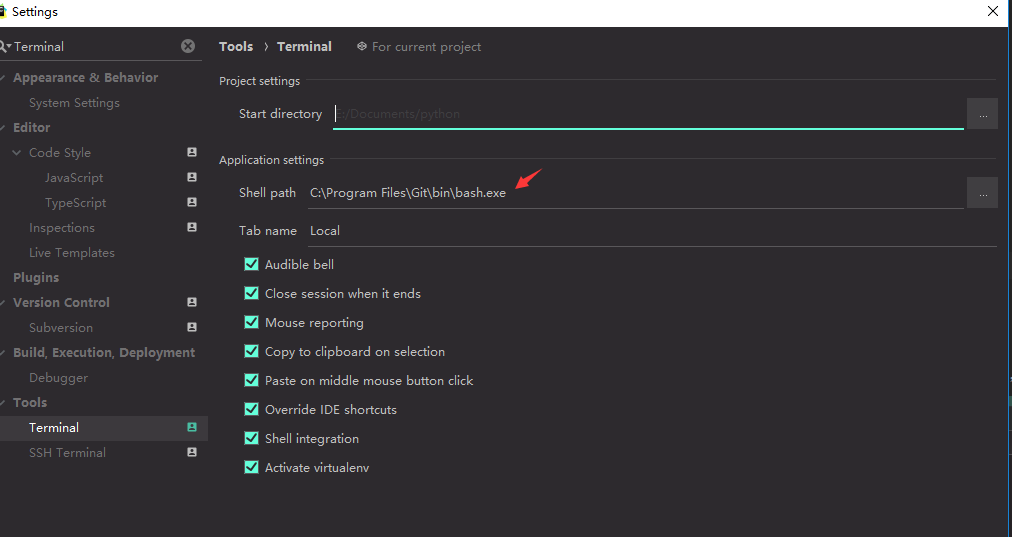 Settings
Terminal
Tools › Terminal For current project
Appearance & Behavior
System Settings
Editor
Code Style
JavaScript
TypeScript
Inspections
Live Templates
Plugins
Version Control
Subversion
Build, Execution, Deployment
Debugger
Tools
Terminal
SSH Terminal
Project settings
Start directory E:/Documents/python ...
Application settings
Shell path C:\Program Files\Git\bin\bash.exe ...
Tab name Local
Audible bell
Close session when it ends
Mouse reporting
Copy to clipboard on selection
Paste on middle mouse button click
Override IDE shortcuts
Shell integration
Activate virtualenv